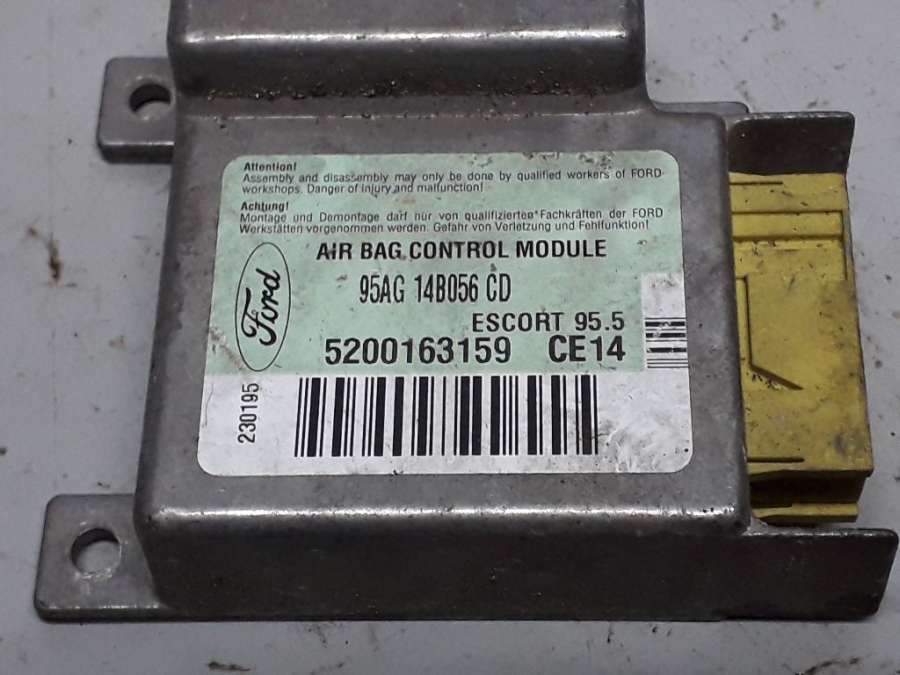 Attention!
Assembly and disassembly may only be done by qualified workers of FORD
workshops. Danger of injury and malfunction!
Achtung!
Montage und Demontage darf nur von qualifizierten Fachkräften der FORD
Werkstätten vorgenommen werden. Gefahr von Verletzung und Fehlfunktion!
AIR BAG CONTROL MODULE
Ford
95AG 14B056 CD
ESCORT 95.5
5200163159 CE14
230195